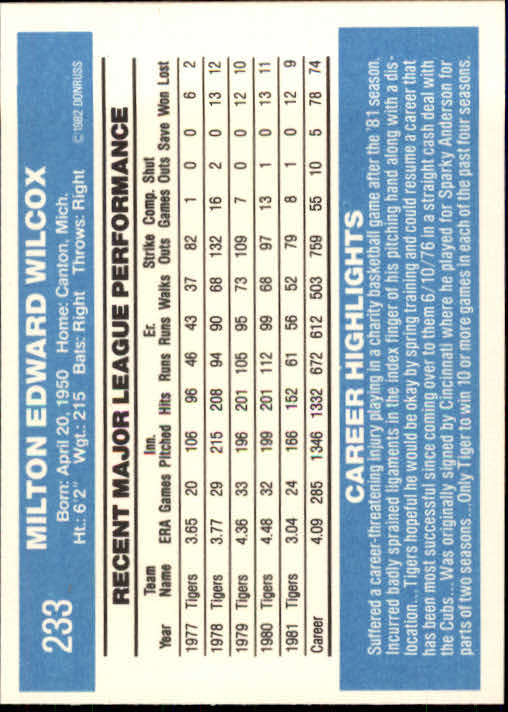 233
MILTON EDWARD WILCOX
Born: April 20, 1950 Home: Canton, Mich.
Ht.: 6'2" Wgt.: 215 Bats: Right Throws: Right
©1982 DONRUSS
RECENT MAJOR LEAGUE PERFORMANCE
Team Inn. Er. Strike Comp. Shut
Year Name ERA Games Pitched Hits Runs Runs Walks Outs Games Outs Save Won Lost
1977 Tigers 3.65 20 106 96 46 43 37 82 1 0 0 6 2
1978 Tigers 3.77 29 215 208 94 90 68 132 16 2 0 13 12
1979 Tigers 4.36 33 196 201 105 95 73 109 7 0 0 12 10
1980 Tigers 4.48 32 199 201 112 99 68 97 13 1 0 13 11
1981 Tigers 3.04 24 166 152 61 56 52 79 8 1 0 12 9
Career 4.09 285 1346 1332 672 612 503 759 55 10 5 78 74
CAREER HIGHLIGHTS
Suffered a career-threatening injury playing in a charity basketball game after the '81 season.
Incurred badly sprained ligaments in the index finger of his pitching hand along with a dis-
location...Tigers hopeful he would be okay by spring training and could resume a career that
has been most successful since coming over to them 6/10/76 in a straight cash deal with
the Cubs...Was originally signed by Cincinnati where he played for Sparky Anderson for
parts of two seasons...Only Tiger to win 10 or more games in each of the past four seasons.